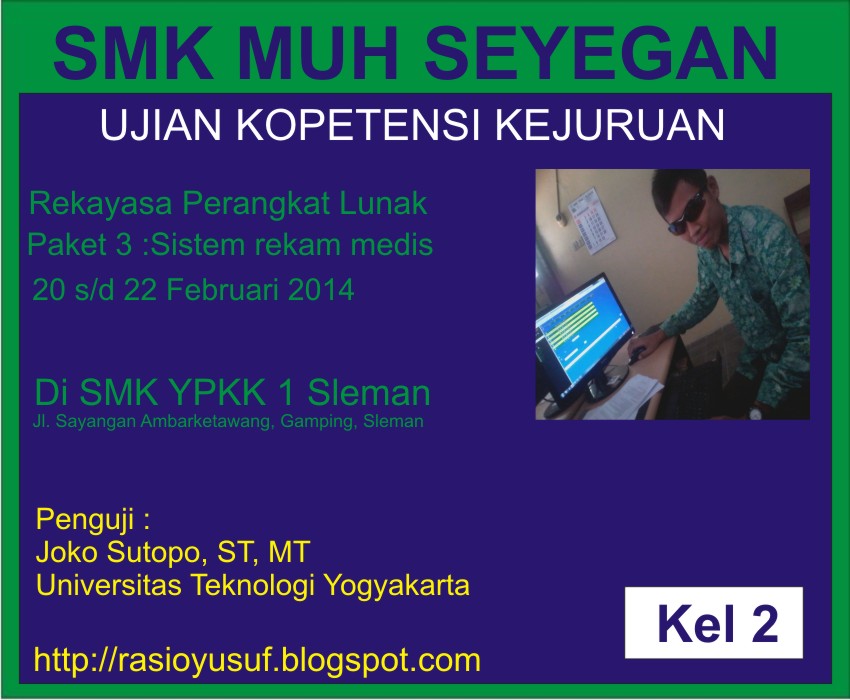 SMK MUH SEYEGAN
UJIAN KOPETENSI KEJURUAN
Rekayasa Perangkat Lunak
Paket 3 :Sistem rekam medis
20 s/d 22 Februari 2014
Di SMK YPKK 1 Sleman
Jl. Sayangan Ambarketawang, Gamping, Sleman
Penguji :
Joko Sutopo, ST, MT
Universitas Teknologi Yogyakarta
http://rasioyusuf.blogspot.com
Kel 2